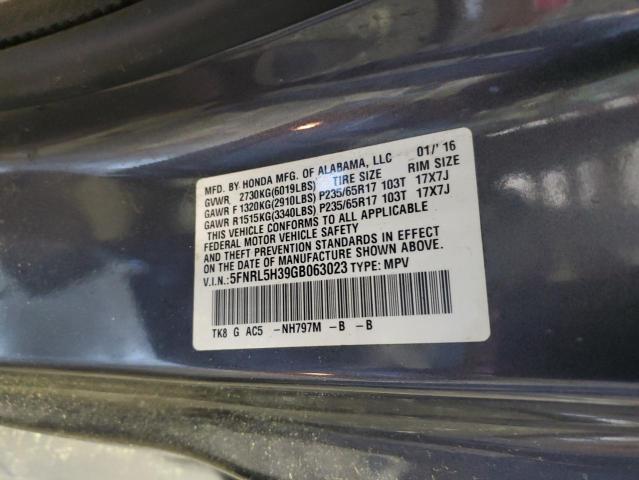 MFD. BY HONDA MFG. OF ALABAMA, LLC 01/'16
GVWR 2730KG(6019LBS) TIRE SIZE RIM SIZE
GAWR F 1320KG(2910LBS) P235/65R17 103T 17X7J
GAWR R1515KG(3340LBS) P235/65R17 103T 17X7J
THIS VEHICLE CONFORMS TO ALL APPLICABLE
FEDERAL MOTOR VEHICLE SAFETY
AND THEFT PREVENTION STANDARDS IN EFFECT
ON THE DATE OF MANUFACTURE SHOWN ABOVE.
V.I.N.:5FNRL5H39GB063023 TYPE: MPV
TK8 G AC5 -NH797M -B -B